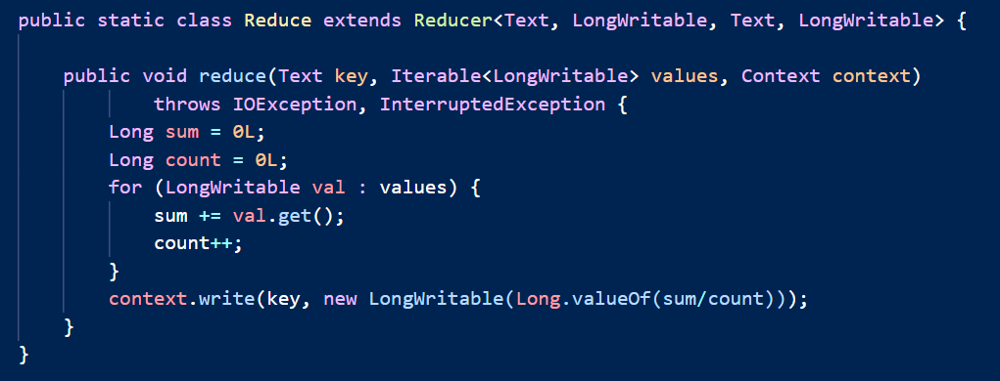 public static class Reduce extends Reducer<Text, LongWritable, Text, LongWritable> {
public void reduce(Text key, Iterable<LongWritable> values, Context context)
throws IOException, InterruptedException {
Long sum = 0L;
Long count = 0L;
for (LongWritable val : values) {
sum += val.get();
count++;
}
context.write(key, new LongWritable(Long.valueOf(sum/count)));
}
}